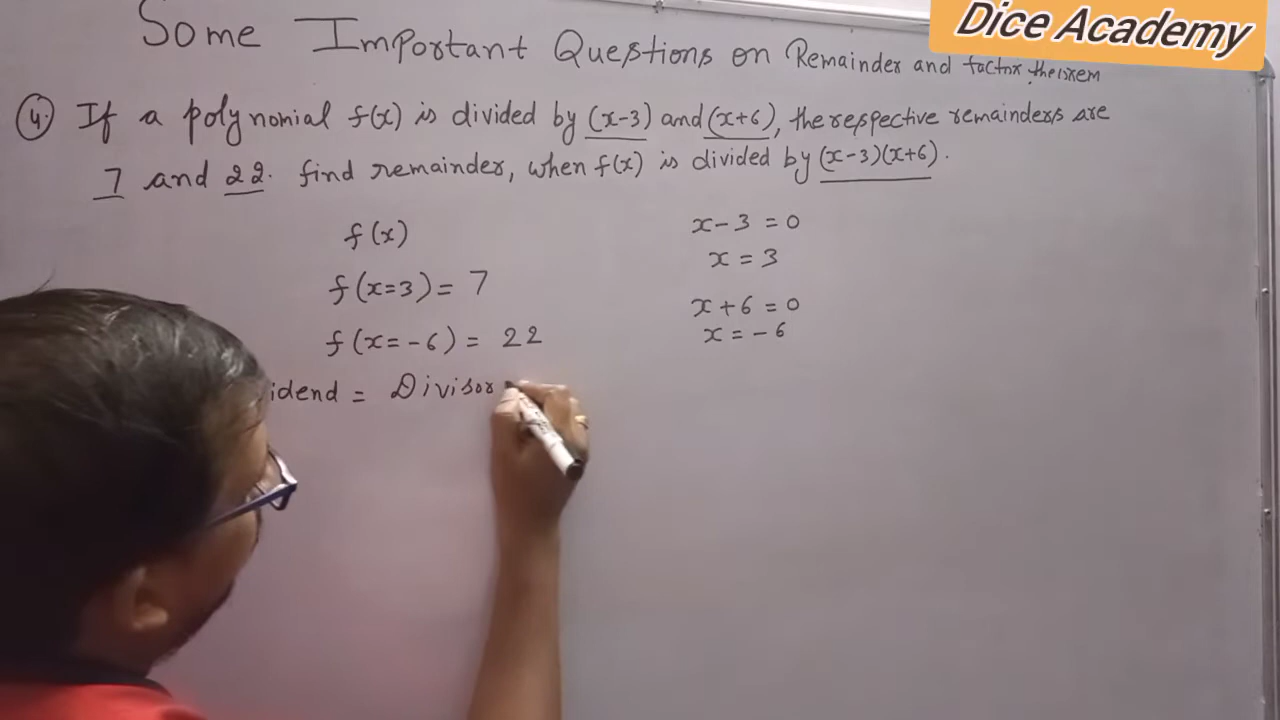 Dice Academy
Some Important Questions on Remainder and factor theorem
4. If a polynomial f(x) is divided by (x-3) and (x+6), the respective remainders are
7 and 22. find remainder, when f(x) is divided by (x-3)(x+6).
f(x)
f(x=3) = 7
f(x=-6) = 22
idend = Divisor
x-3 = 0
x = 3
x+6 = 0
x = -6